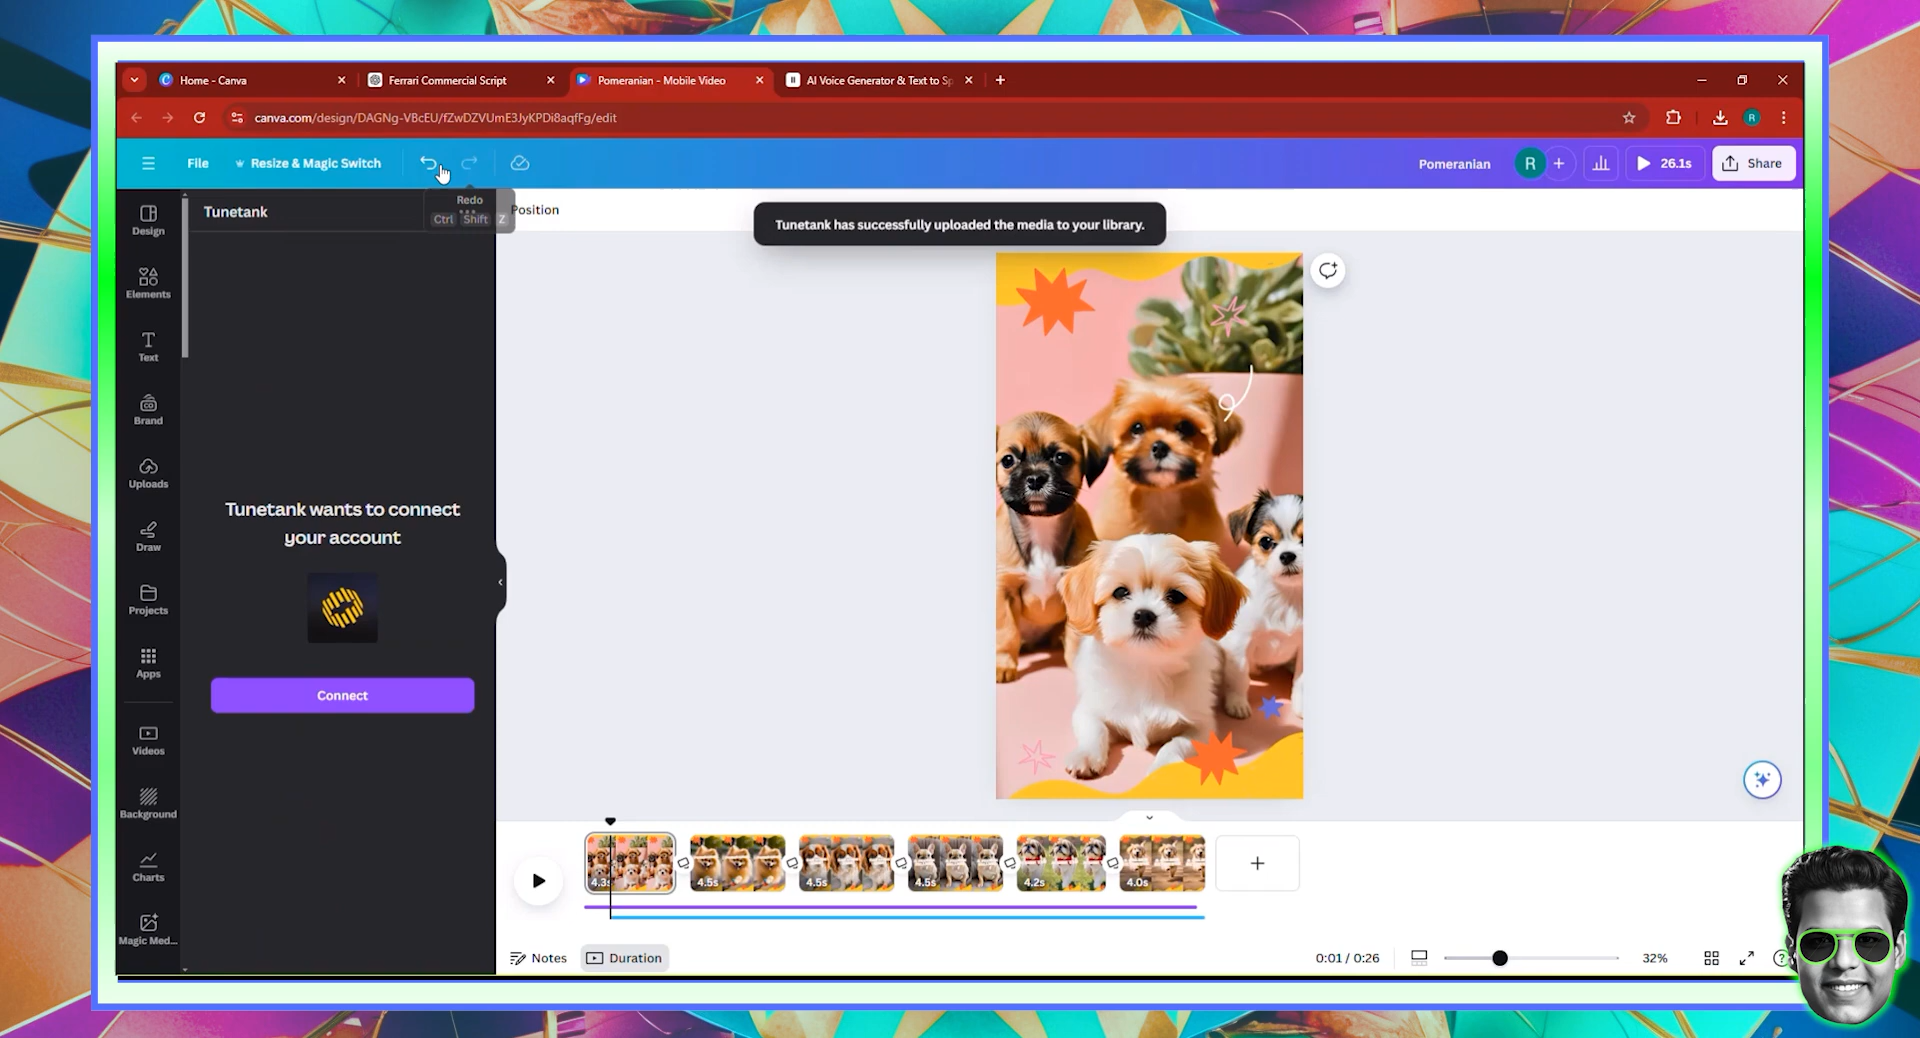 Home - Canva
Ferrari Commercial Script
Pomeranian - Mobile Video
AI Voice Generator & Text to Sp
canva.com/design/DAGNg-VBcEU/fZwDZVUmE3JyKPDi8aqfFg/edit
R
File
Resize & Magic Switch
Pomeranian
R
26.1s
Share
Redo
Ctrl Shift Z
Position
Tunetank
Tunetank has successfully uploaded the media to your library.
Design
Elements
Text
Brand
Uploads
Draw
Projects
Apps
Videos
Background
Charts
Magic Med...
Tunetank wants to connect
your account
Connect
4.3s
4.5s
4.5s
4.5s
4.2s
4.0s
Notes
Duration
0:01 / 0:26
32%